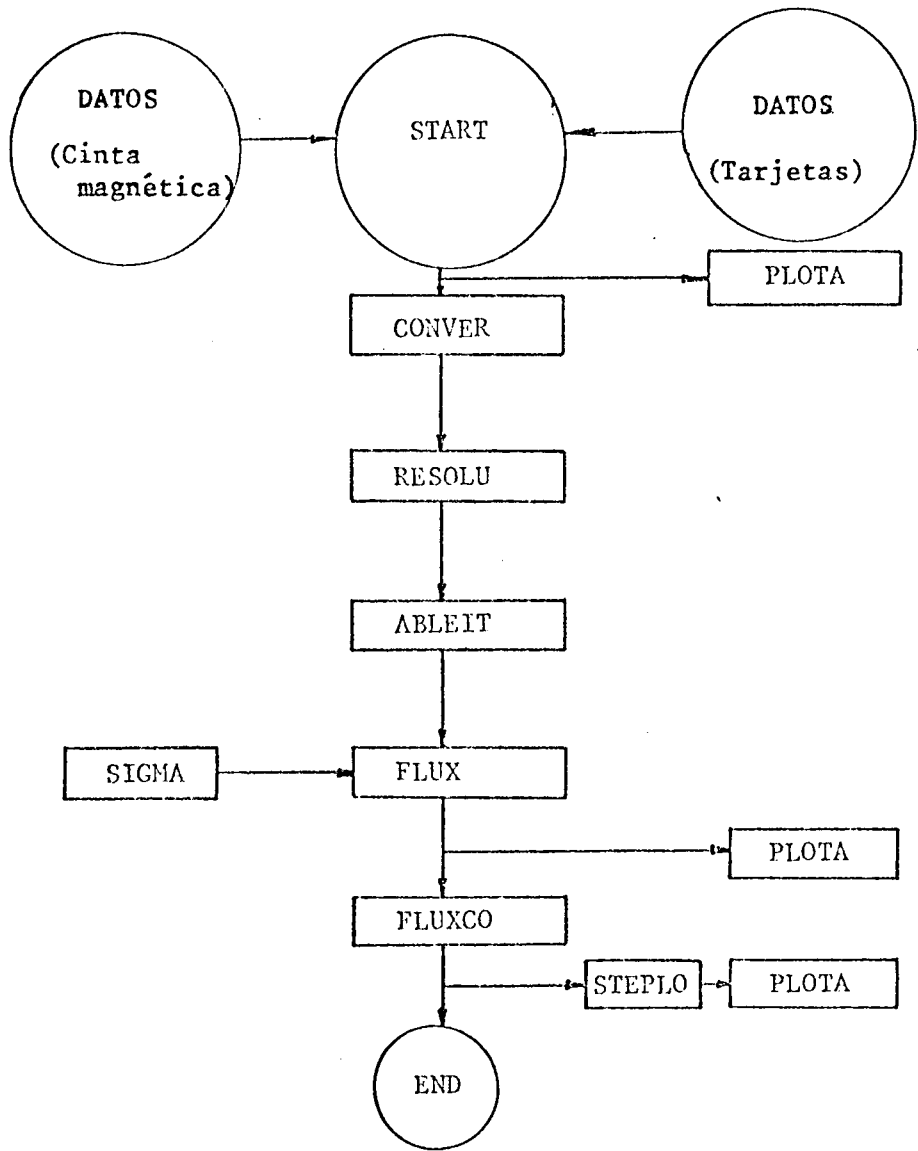 DATOS
(Cinta
magnética)
START
DATOS
(Tarjetas)
PLOTA
CONVER
RESOLU
ABLEIT
SIGMA
FLUX
PLOTA
FLUXCO
STEPLO
PLOTA
END